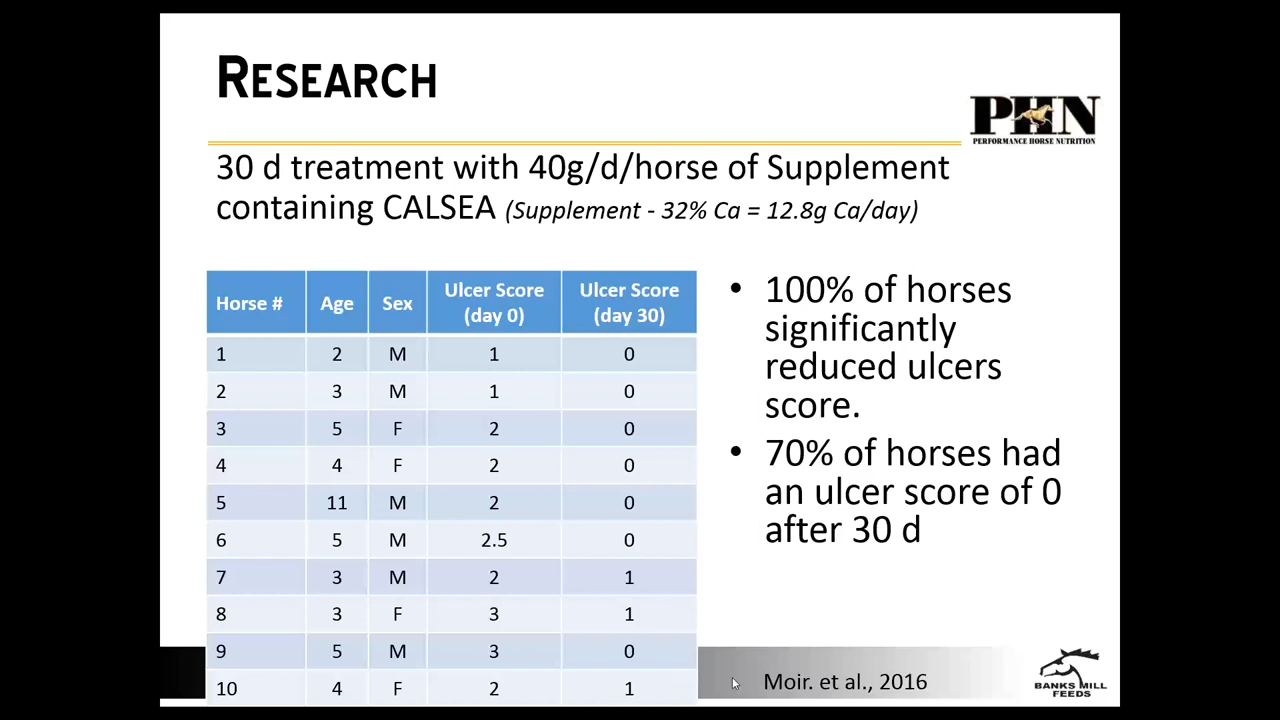 RESEARCH
PHN
PERFORMANCE HORSE NUTRITION
30 d treatment with 40g/d/horse of Supplement
containing CALSEA (Supplement - 32% Ca = 12.8g Ca/day)
Horse # Age Sex Ulcer Score (day 0) Ulcer Score (day 30)
1 2 M 1 0
2 3 M 1 0
3 5 F 2 0
4 4 F 2 0
5 11 M 2 0
6 5 M 2.5 0
7 3 M 2 1
8 3 F 3 1
9 5 M 3 0
10 4 F 2 1
• 100% of horses
significantly
reduced ulcers
score.
• 70% of horses had
an ulcer score of 0
after 30 d
Moir. et al., 2016
BANKS MILL
FEEDS